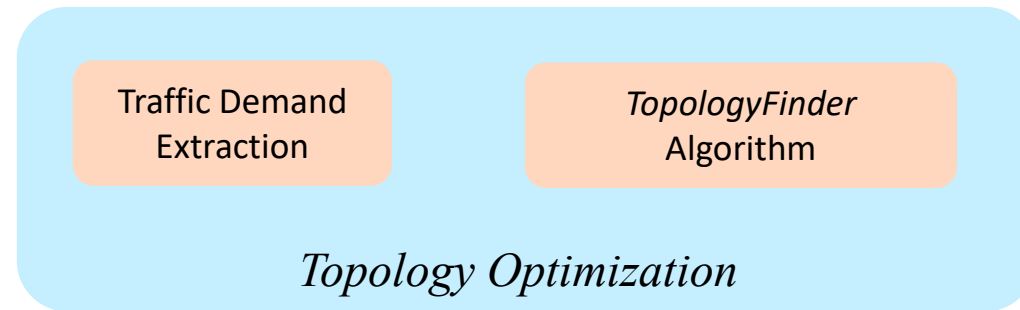 Traffic Demand
Extraction
TopologyFinder
Algorithm
Topology Optimization